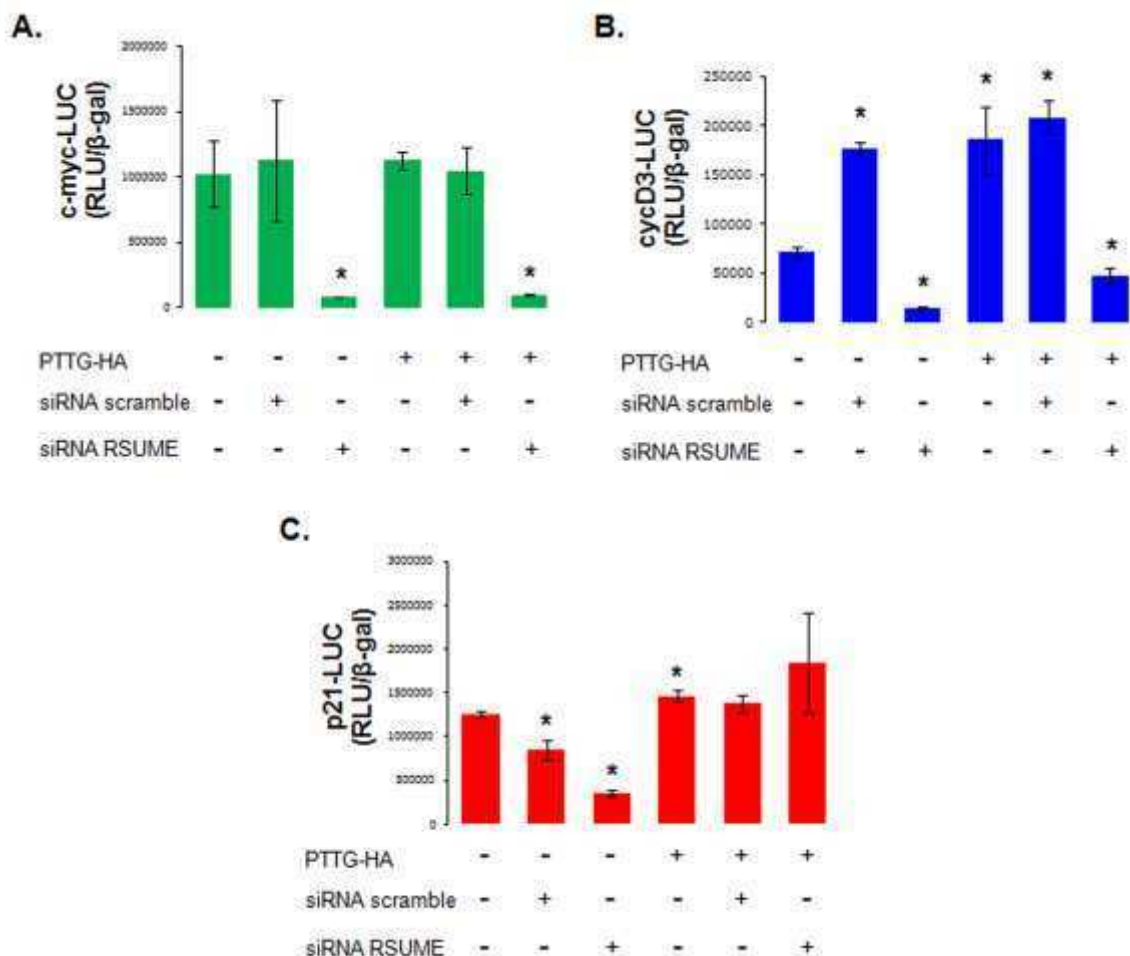 A.
c-myc-LUC
(RLU/β-gal)
2000000
1500000
1000000
500000
0
*
*
PTTG-HA - - - + + +
siRNA scramble - + - - + -
siRNA RSUME - - + - - +
B.
cycD3-LUC
(RLU/β-gal)
250000
200000
150000
100000
50000
0
*
*
*
*
*
PTTG-HA - - - + + +
siRNA scramble - + - - + -
siRNA RSUME - - + - - +
C.
p21-LUC
(RLU/β-gal)
3000000
2500000
2000000
1500000
1000000
500000
0
*
*
*
PTTG-HA - - - + + +
siRNA scramble - + - - + -
siRNA RSUME - - + - - +